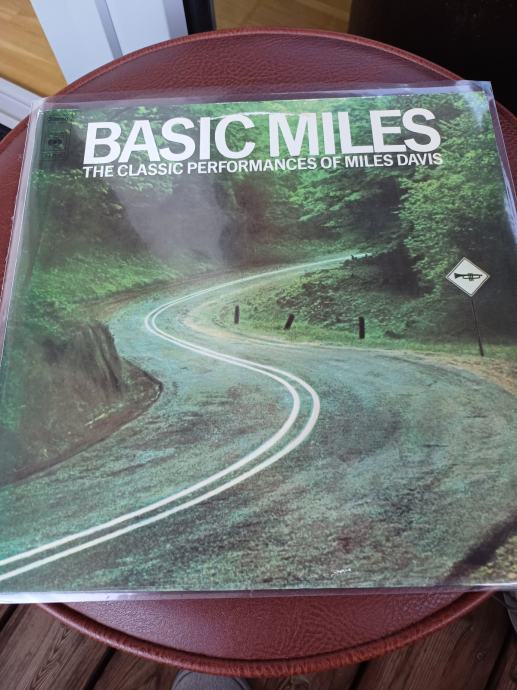 BASIC MILES
THE CLASSIC PERFORMANCES OF MILES DAVIS